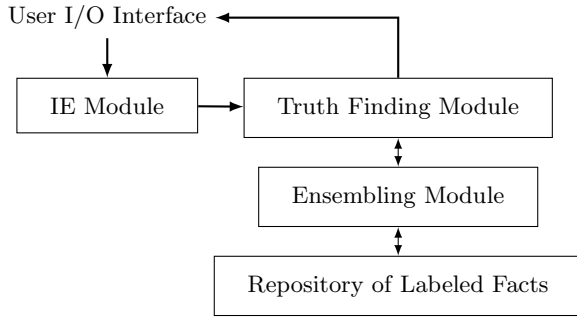 User I/O Interface
IE Module
Truth Finding Module
Ensembling Module
Repository of Labeled Facts